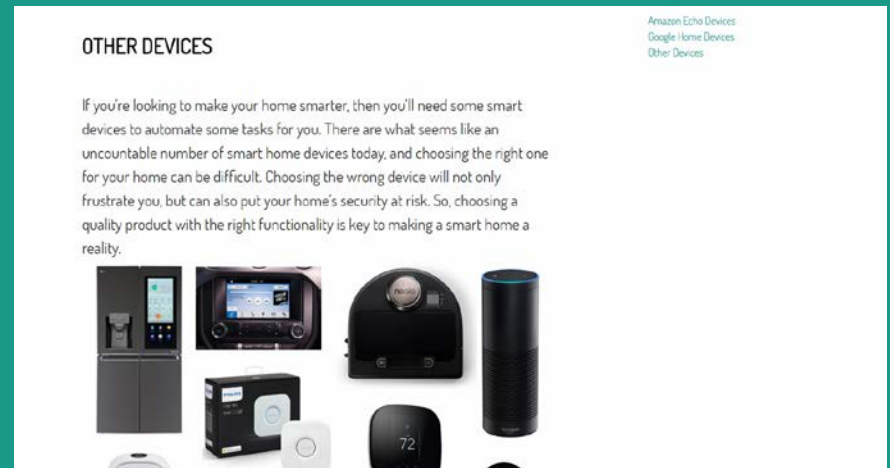 Amazon Echo Devices
Google Home Devices
Other Devices
OTHER DEVICES
If you're looking to make your home smarter, then you'll need some smart
devices to automate some tasks for you. There are what seems like an
uncountable number of smart home devices today, and choosing the right one
for your home can be difficult. Choosing the wrong device will not only
frustrate you, but can also put your home's security at risk. So, choosing a
quality product with the right functionality is key to making a smart home a
reality.
neato
PHILIPS
72